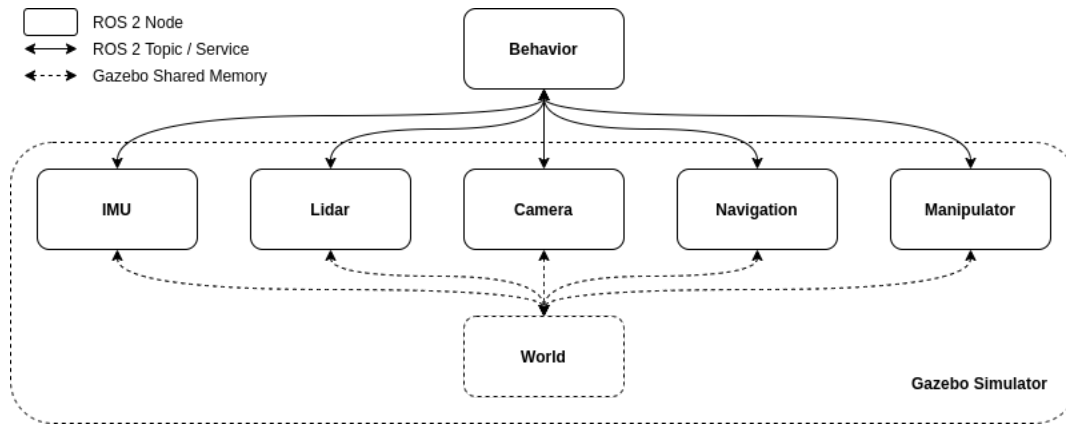 ROS 2 Node
ROS 2 Topic / Service
Gazebo Shared Memory
Behavior
IMU
Lidar
Camera
Navigation
Manipulator
World
Gazebo Simulator